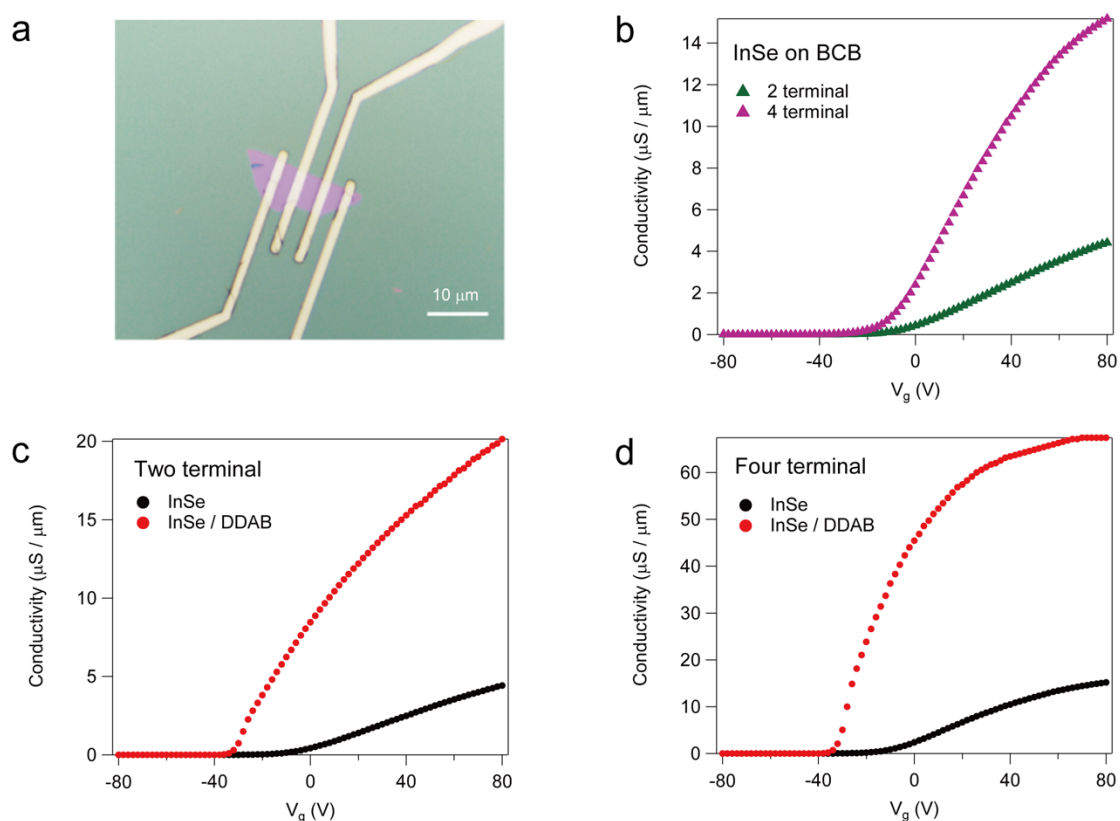 a
10 μm
b
InSe on BCB
2 terminal
4 terminal
Conductivity (μS / μm)
14
12
10
8
6
4
2
0
-80
-40
0
40
80
Vg (V)
c
Two terminal
InSe
InSe / DDAB
Conductivity (μS / μm)
20
15
10
5
0
-80
-40
0
40
80
Vg (V)
d
Four terminal
InSe
InSe / DDAB
Conductivity (μS / μm)
60
50
40
30
20
10
0
-80
-40
0
40
80
Vg (V)